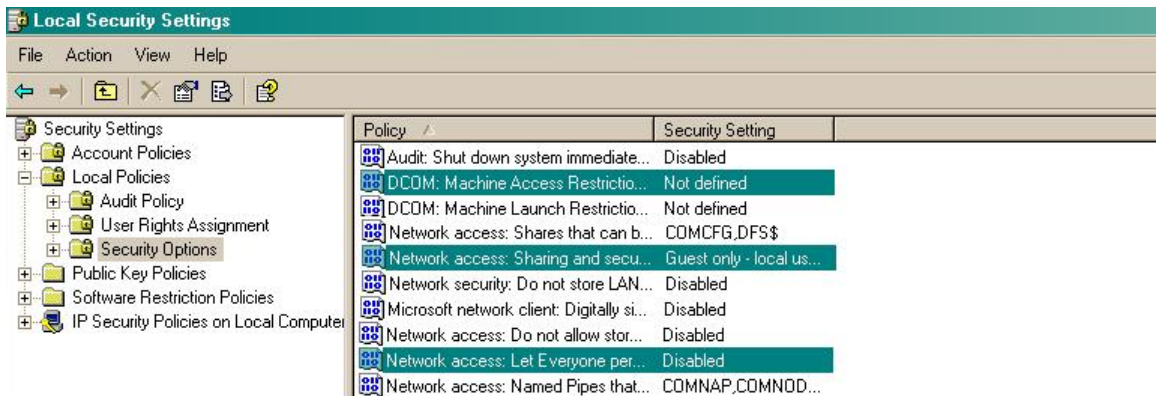 Local Security Settings
File Action View Help
Security Settings
Account Policies
Local Policies
Audit Policy
User Rights Assignment
Security Options
Public Key Policies
Software Restriction Policies
IP Security Policies on Local Computer
Policy Security Setting
Audit: Shut down system immediate... Disabled
DCOM: Machine Access Restrictio... Not defined
DCOM: Machine Launch Restrictio... Not defined
Network access: Shares that can b... COMCFG,DFS$
Network access: Sharing and secu... Guest only - local us...
Network security: Do not store LAN... Disabled
Microsoft network client: Digitally si... Disabled
Network access: Do not allow stor... Disabled
Network access: Let Everyone per... Disabled
Network access: Named Pipes that... COMNAP,COMNOD...